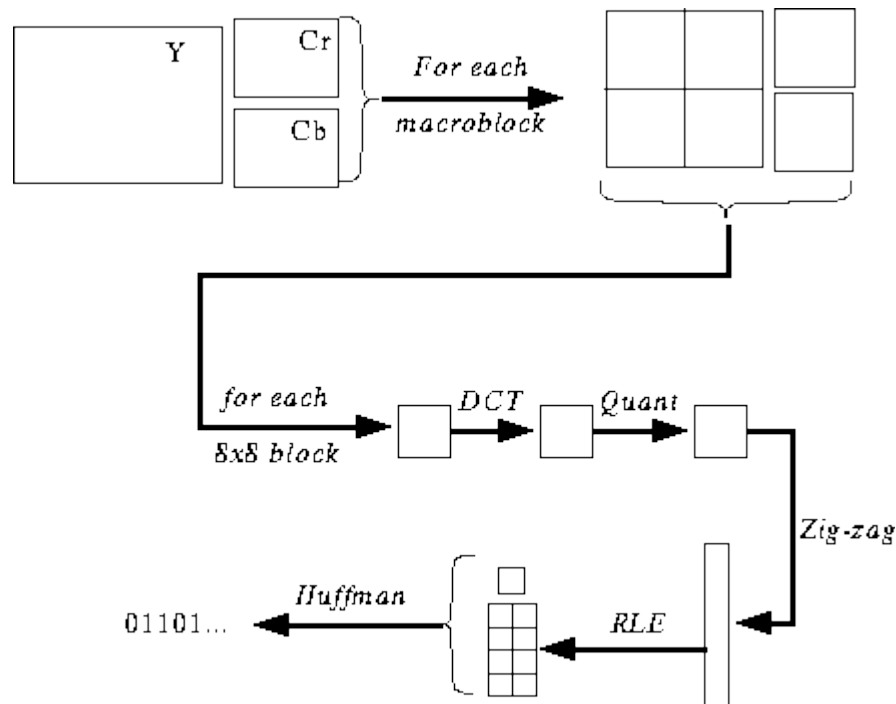 Y
Cr
Cb
For each
macroblock
for each
8x8 block
DCT
Quant
Zig-zag
RLE
Huffman
01101...